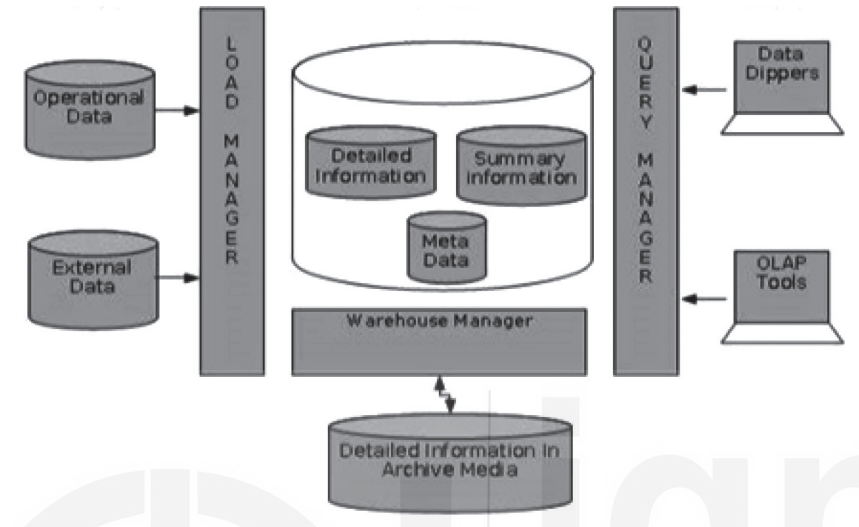 Operational
Data
External
Data
LOAD MANAGER
Detailed
Information
Summary
information
Meta
Data
Warehouse Manager
Detailed Information In
Archive Media
QUERY MANAGER
Data
Dippers
OLAP
Tools